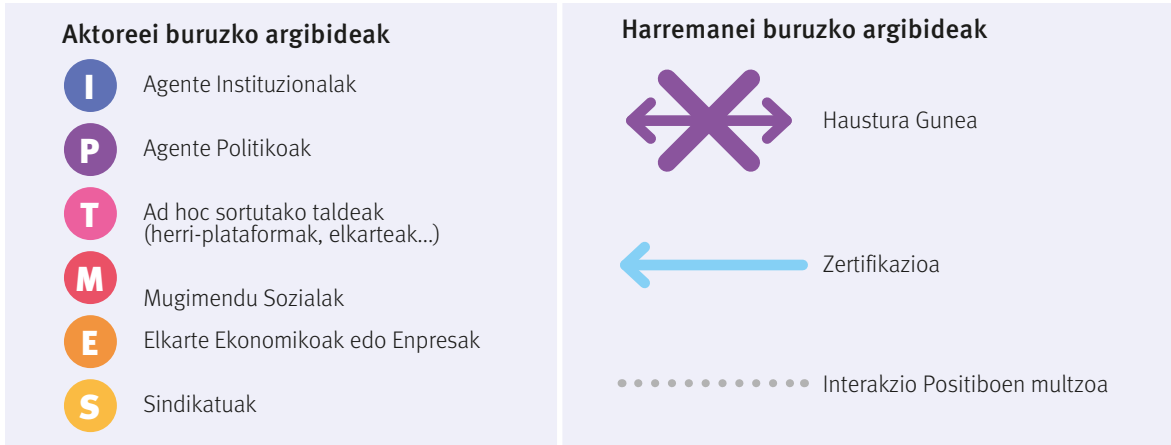 Aktoreei buruzko argibideak
I Agente Instituzionalak
P Agente Politikoak
T Ad hoc sortutako taldeak
(herri-plataformak, elkarteak...)
M Mugimendu Sozialak
E Elkarte Ekonomikoak edo Enpresak
S Sindikatuak
Harremanei buruzko argibideak
Haustura Gunea
Zertifikazioa
Interakzio Positiboen multzoa